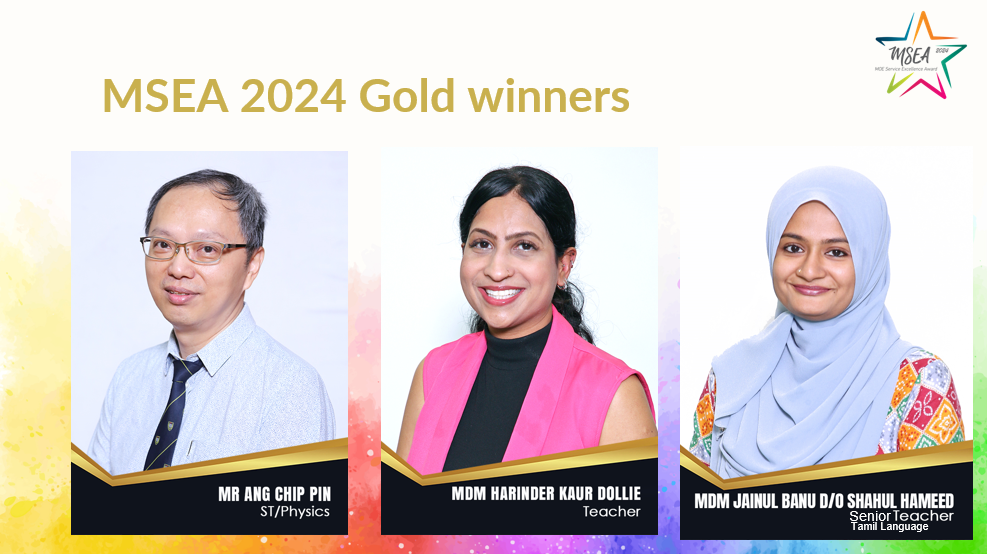 MSEA
2024
MSE Service Excellence Award
MSEA 2024 Gold winners
MR ANG CHIP PIN
ST/Physics
MDM HARINDER KAUR DOLLIE
Teacher
MDM JAINUL BANU D/O SHAHUL HAMEED
Senior Teacher
Tamil Language